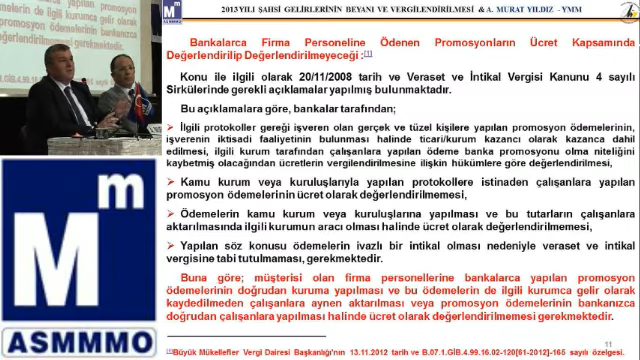 2013YILI ŞAHSİ GELİRLERİNİN BEYANI VE VERGİLENDİRİLMESİ & A. MURAT YILDIZ - YMM
Bankalarca Firma Personeline Ödenen Promosyonların Ücret Kapsamında
Değerlendirilip Değerlendirilmeyeceği :[1]
Konu ile ilgili olarak 20/11/2008 tarih ve Veraset ve İntikal Vergisi Kanunu 4 sayılı
Sirkülerinde gerekli açıklamalar yapılmış bulunmaktadır.
Bu açıklamalara göre, bankalar tarafından;
➢ İlgili protokoller gereği işveren olan gerçek ve tüzel kişilere yapılan promosyon ödemelerinin,
işverenin iktisadi faaliyetinin bulunması halinde ticari/kurum kazancı olarak kazanca dahil
edilmesi, ilgili kurum tarafından çalışanlara yapılan ödeme banka promosyonu olma niteliğini
kaybetmiş olacağından ücretlerin vergilendirilmesine ilişkin hükümlere göre değerlendirilmesi,
➢ Kamu kurum veya kuruluşlarıyla yapılan protokollere istinaden çalışanlara yapılan
promosyon ödemelerinin ücret olarak değerlendirilmemesi,
➢ Ödemelerin kamu kurum veya kuruluşlarına yapılması ve bu tutarların çalışanlara
aktarılmasında ilgili kurumun aracı olması halinde ücret olarak değerlendirilmemesi,
➢ Yapılan söz konusu ödemelerin ivazlı bir intikal olması nedeniyle veraset ve intikal
vergisine tabi tutulmaması, gerekmektedir.
Buna göre; müşterisi olan firma personellerine bankalarca yapılan promosyon
ödemelerinin doğrudan kuruma yapılması ve bu ödemelerin de ilgili kurumca gelir olarak
kaydedilmeden çalışanlara aynen aktarılması veya promosyon ödemelerinin bankanızca
doğrudan çalışanlara yapılması halinde ücret olarak değerlendirilmemesi gerekmektedir.
11
[1]Büyük Mükellefler Vergi Dairesi Başkanlığı'nın 13.11.2012 tarih ve B.07.1.GİB.4.99.16.02-120[61-2012]-165 sayılı özelgesi.
M m
ASMMMO
M m
ASMMMO